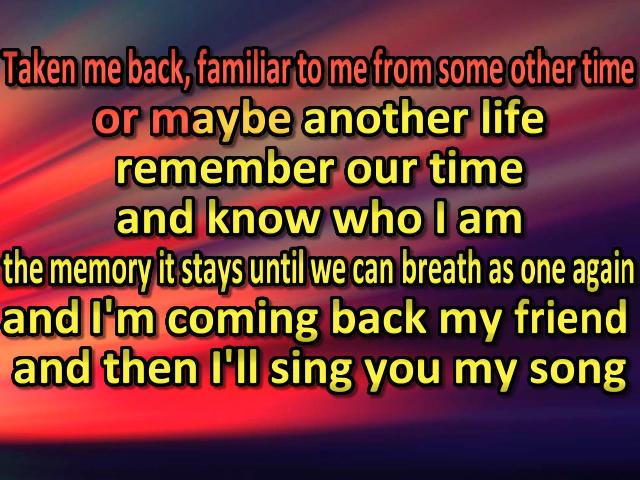 Taken me back, familiar to me from some other time
or maybe another life
remember our time
and know who I am
the memory it stays until we can breath as one again
and I'm coming back my friend
and then I'll sing you my song